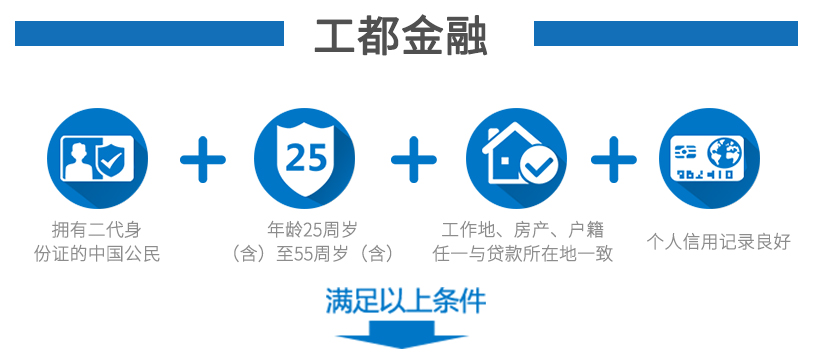 工都金融
25
拥有二代身
份证的中国公民
年龄25周岁
（含）至55周岁（含）
工作地、房产、户籍
任一与贷款所在地一致
个人信用记录良好
满足以上条件